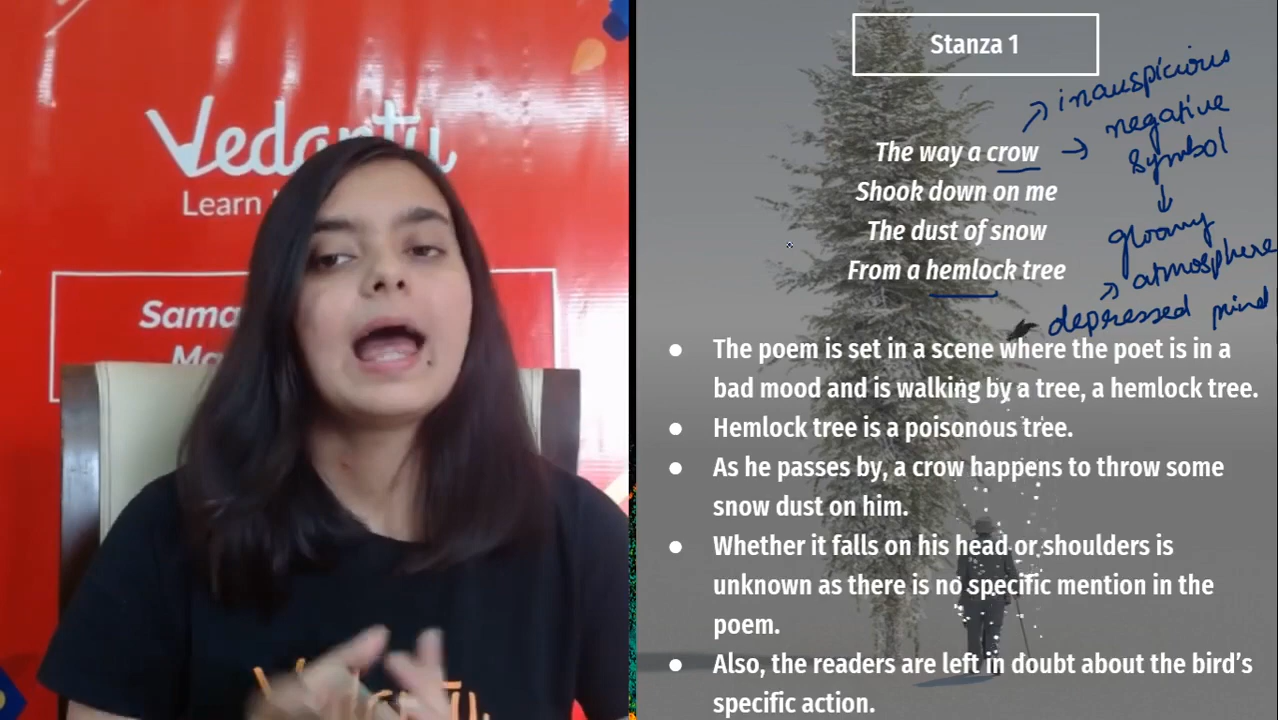 Vedantu
Learn
Sama
Ma
Stanza 1
The way a crow
Shook down on me
The dust of snow
From a hemlock tree
inauspicious
negative
symbol
gloomy
atmosphere
depressed mind
● The poem is set in a scene where the poet is in a
bad mood and is walking by a tree, a hemlock tree.
● Hemlock tree is a poisonous tree.
● As he passes by, a crow happens to throw some
snow dust on him.
● Whether it falls on his head or shoulders is
unknown as there is no specific mention in the
poem.
● Also, the readers are left in doubt about the bird’s
specific action.